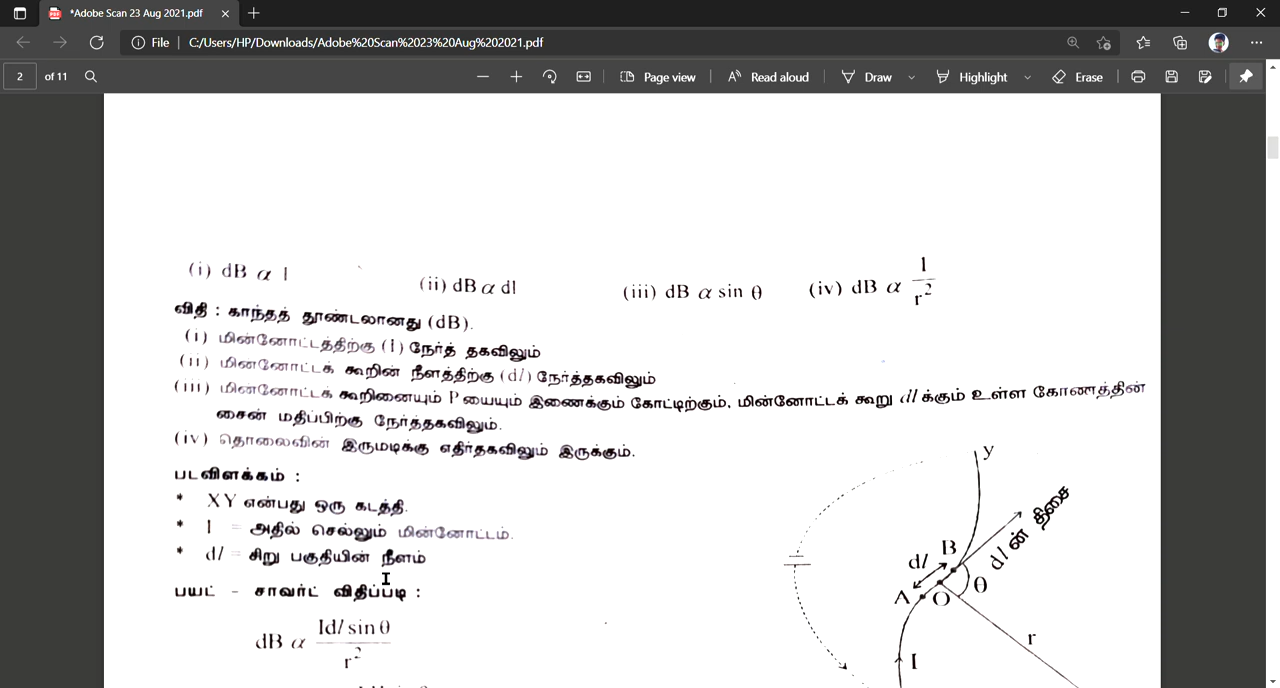 *Adobe Scan 23 Aug 2021.pdf
File | C:/Users/HP/Downloads/Adobe%20Scan%2023%20Aug%202021.pdf
2 of 11 Page view Read aloud Draw Highlight Erase
(i) dB α I (ii) dB α dl (iii) dB α sin θ (iv) dB α 1/r²
விதி : காந்தத் தூண்டலானது (dB).
(i) மின்னோட்டத்திற்கு (I) நேர்த் தகவிலும்
(ii) மின்னோட்டக் கூறின் நீளத்திற்கு (dl) நேர்த்தகவிலும்
(iii) மின்னோட்டக் கூறினையும் P யையும் இணைக்கும் கோட்டிற்கும், மின்னோட்டக் கூறு dl க்கும் உள்ள கோணத்தின்
சைன் மதிப்பிற்கு நேர்த்தகவிலும்.
(iv) தொலைவின் இருமடிக்கு எதிர்தகவிலும் இருக்கும்.
படவிளக்கம் :
* XY என்பது ஒரு கடத்தி.
* I = அதில் செல்லும் மின்னோட்டம்.
* dl = சிறு பகுதியின் நீளம்
பயட் - சாவர்ட் விதிப்படி :
dB α Idl sin θ / r²
y
dl ன் திசை
B
dl
θ
A O
r
I